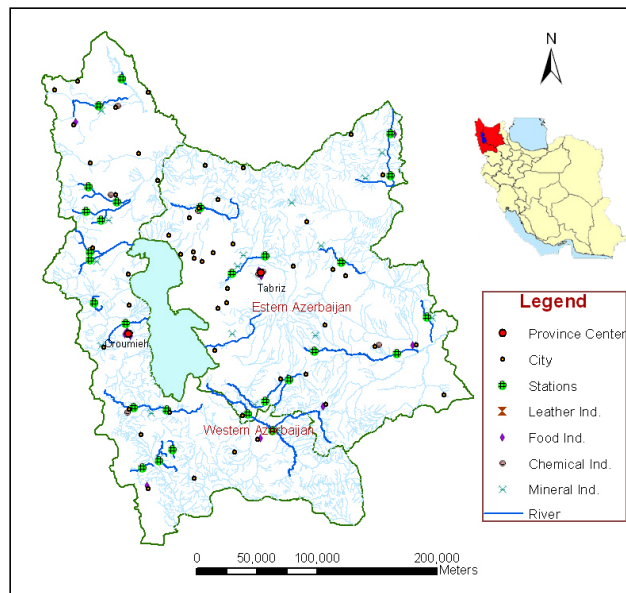 N
Tabriz
Estern Azerbaijan
Oroumieh
Western Azerbaijan
Legend
Province Center
City
Stations
Leather Ind.
Food Ind.
Chemical Ind.
Mineral Ind.
River
0 50,000 100,000 200,000
Meters